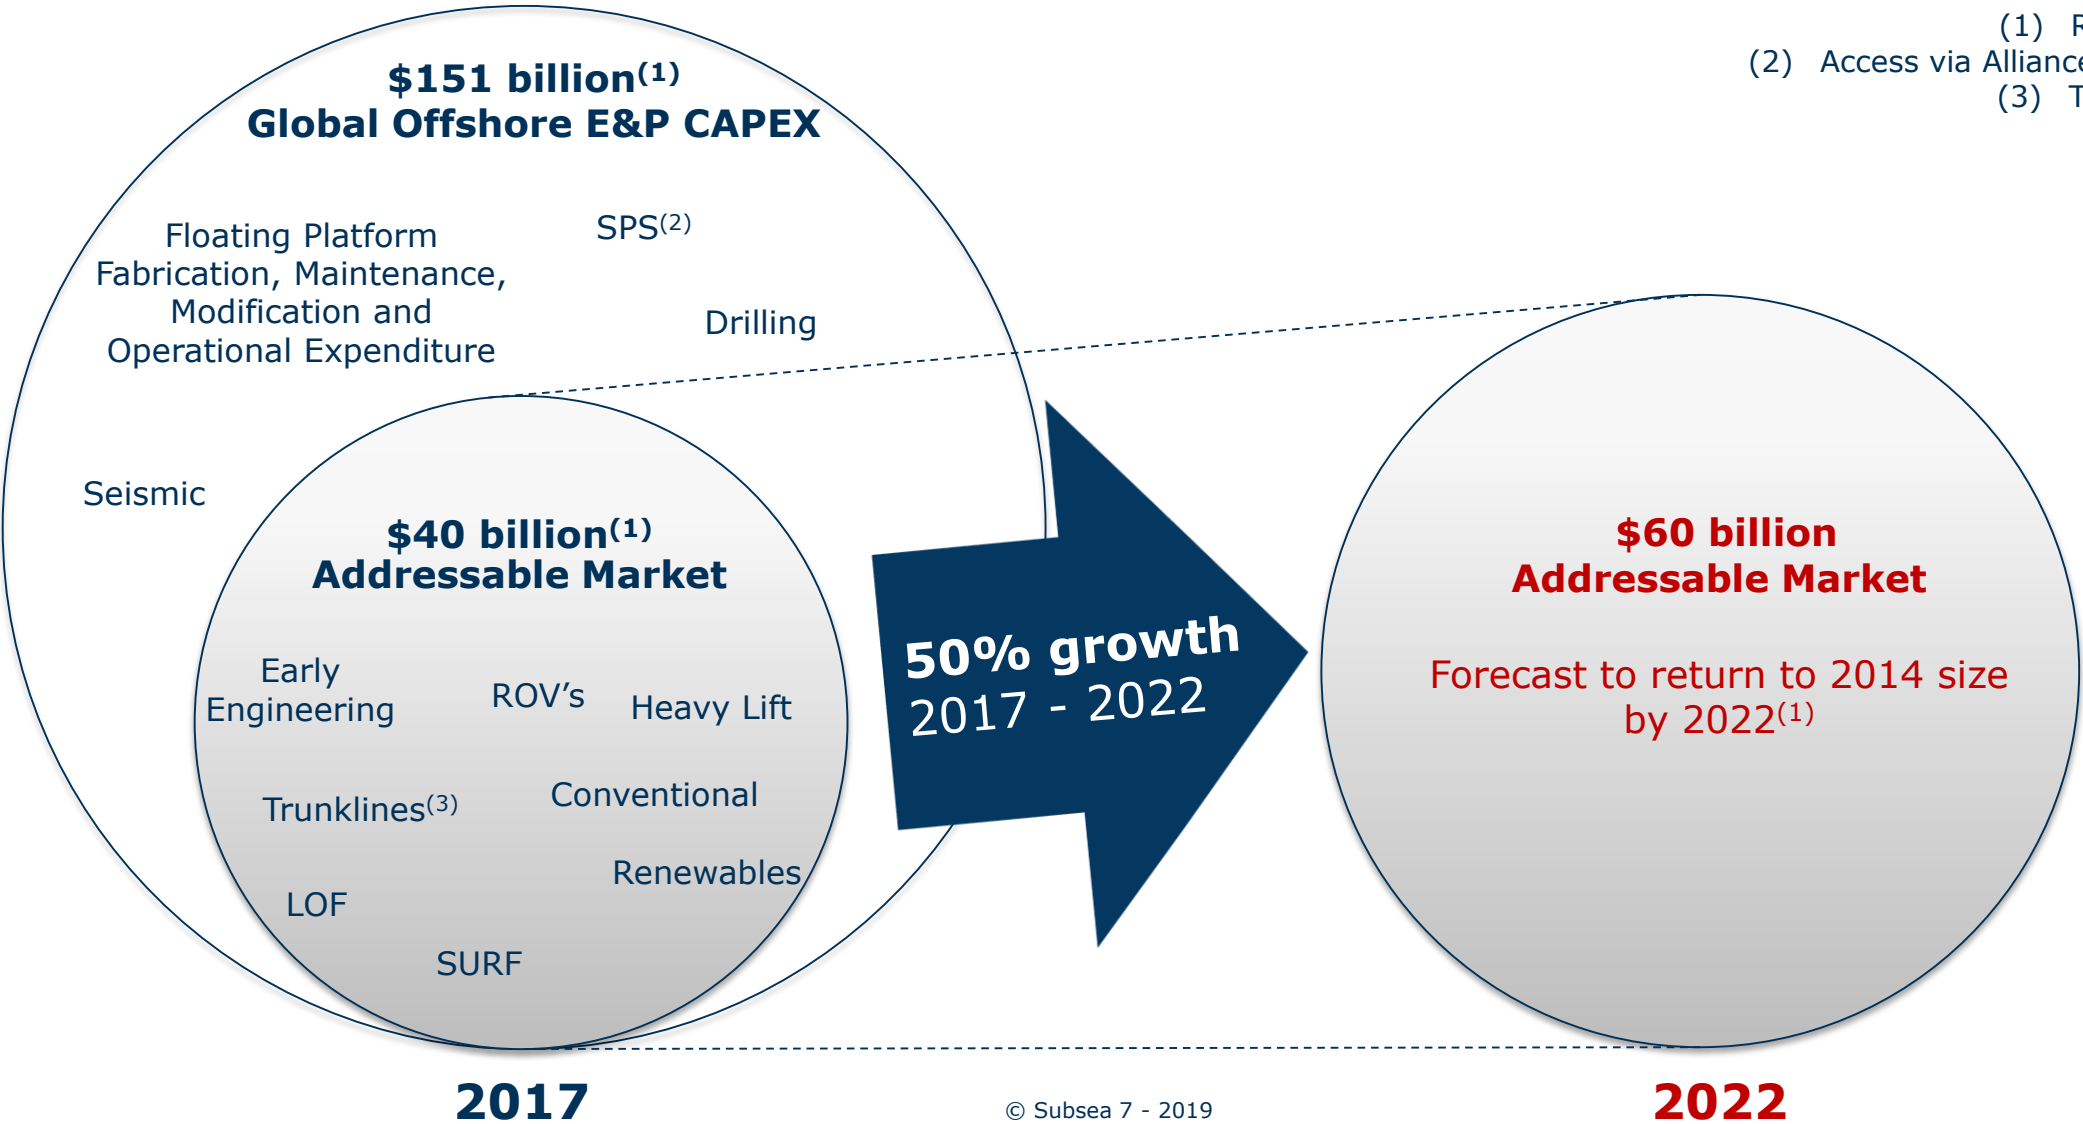 (1) R
(2) Access via Alliance
(3) T
$151 billion(1)
Global Offshore E&P CAPEX
Floating Platform
Fabrication, Maintenance,
Modification and
Operational Expenditure
SPS(2)
Drilling
Seismic
$40 billion(1)
Addressable Market
Early
Engineering
ROV’s
Heavy Lift
Trunklines(3)
Conventional
Renewables
LOF
SURF
50% growth
2017 - 2022
$60 billion
Addressable Market
Forecast to return to 2014 size
by 2022(1)
2017
© Subsea 7 - 2019
2022